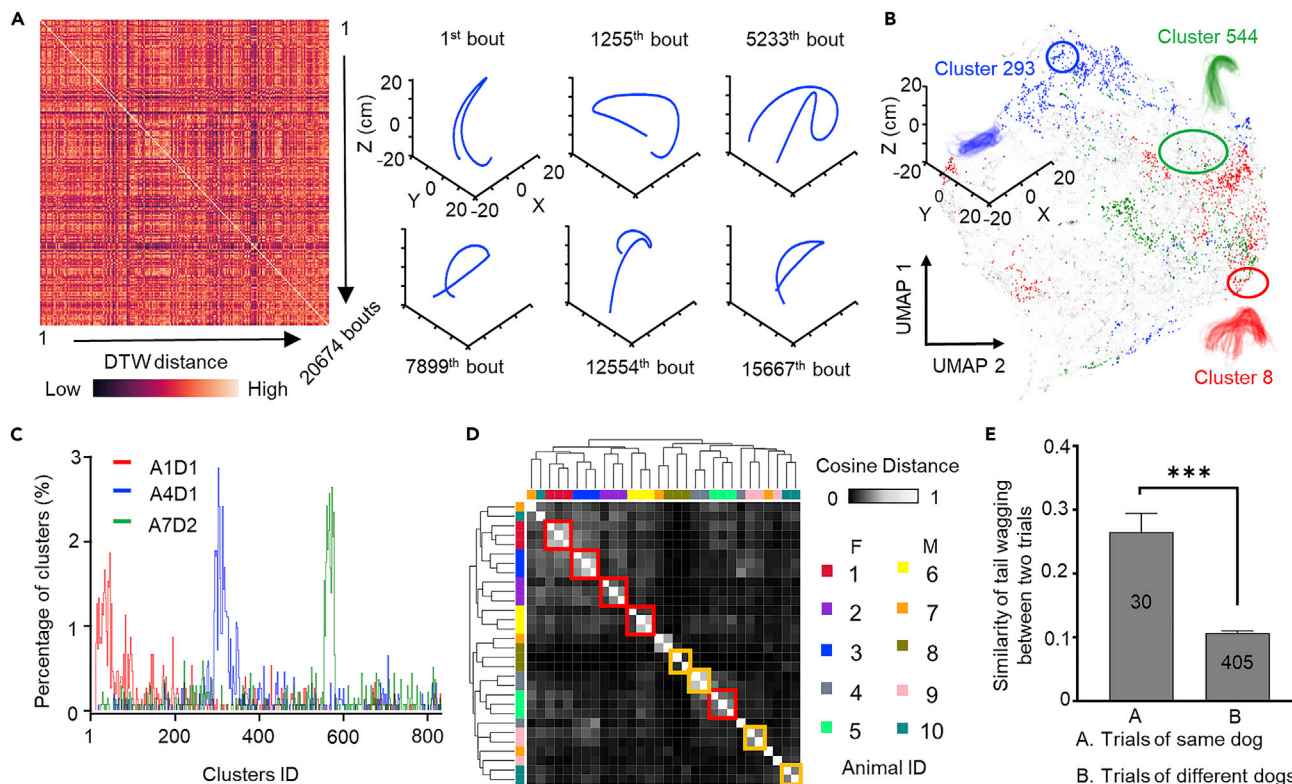 A
1
1st bout
1255th bout
5233th bout
20
10
0
-20
Z (cm)
Y
0
20
-20
0
20
X
1
20674 bouts
DTW distance
Low
High
7899th bout
12554th bout
15667th bout
B
Cluster 544
Cluster 293
20
10
0
-20
Z (cm)
Y
0
20
-20
0
20
X
UMAP 1
UMAP 2
Cluster 8
C
A1D1
A4D1
A7D2
3
2
1
0
Percentage of clusters (%)
1
200
400
600
800
Clusters ID
D
Cosine Distance
0
1
F
M
1
6
2
7
3
8
4
9
5
10
Animal ID
E
0.4
0.3
0.2
0.1
0
Similarity of tail wagging
between two trials
***
30
405
A
B
A. Trials of same dog
B. Trials of different dogs